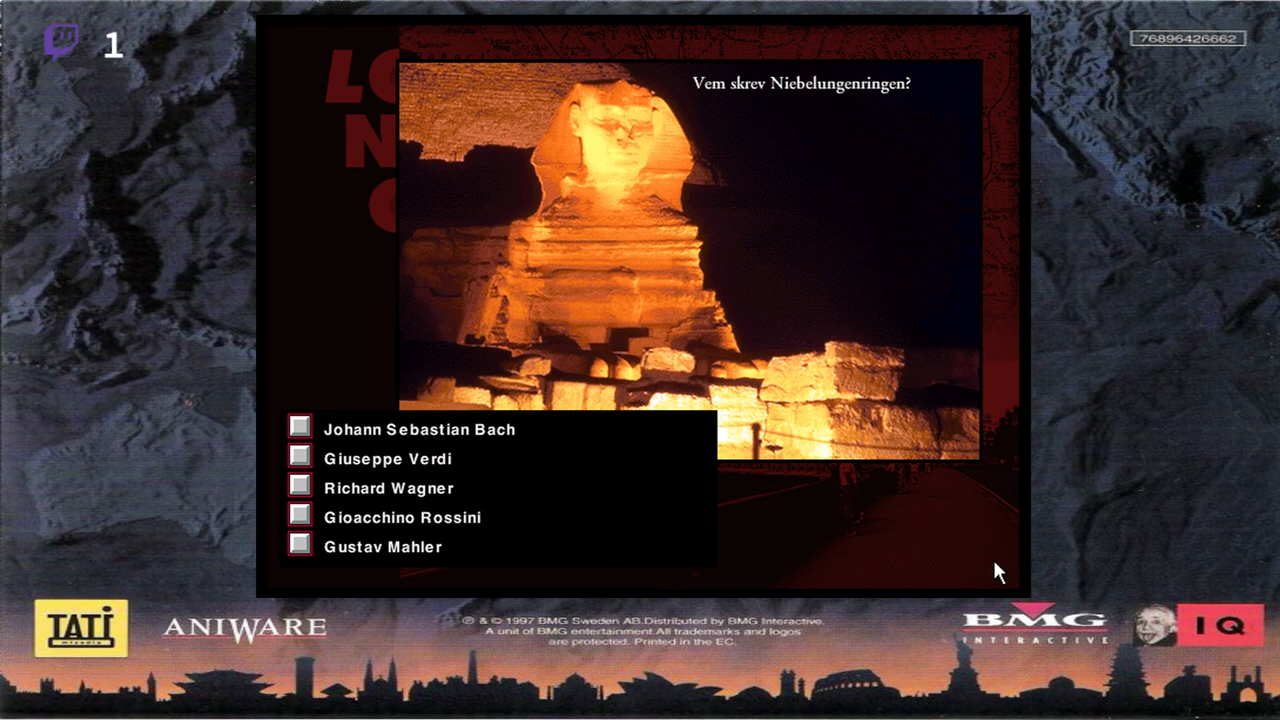 1
76896426662
LO
N
Vem skrev Niebelungenringen?
Johann Sebastian Bach
Giuseppe Verdi
Richard Wagner
Gioacchino Rossini
Gustav Mahler
TATi
mixedia
ANIWARE
℗ & © 1997 BMG Sweden AB.Distributed by BMG Interactive.
A unit of BMG entertainment.All trademarks and logos
are protected. Printed in the EC.
BMG
INTERACTIVE
IQ